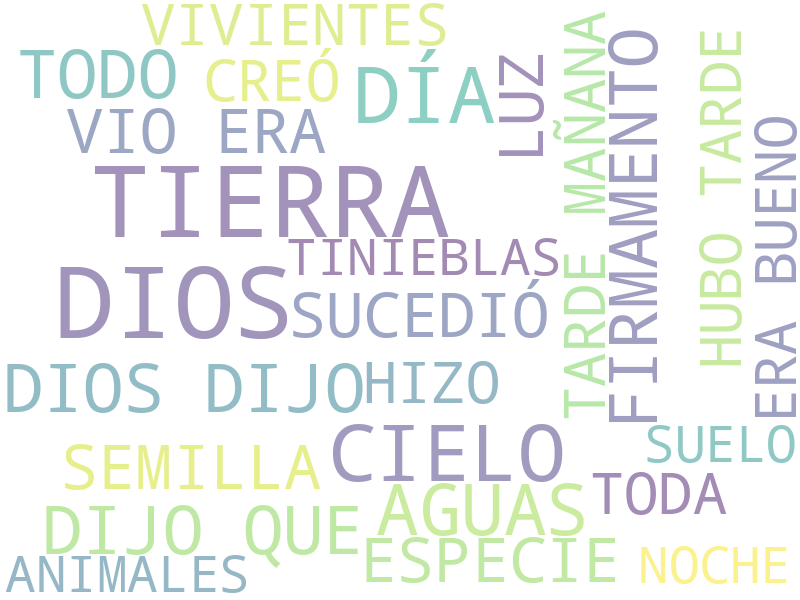 VIVIENTES
TODO
CREÓ
DÍA
LUZ
VIO ERA
TIERRA
TINIEBLAS
DIOS
SUCEDIÓ
TARDE MAÑANA
FIRMAMENTO
HUBO TARDE
ERA BUENO
DIOS DIJO
HIZO
CIELO
SUELO
SEMILLA
TODA
AGUAS
DIJO QUE
ESPECIE
NOCHE
ANIMALES